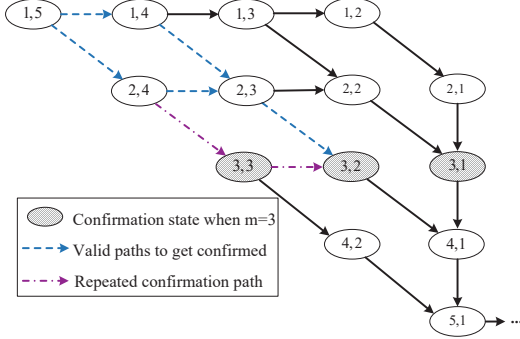 1,5 1,4 1,3 1,2
2,4 2,3 2,2 2,1
3,3 3,2 3,1
Confirmation state when m=3
Valid paths to get confirmed
Repeated confirmation path
4,2 4,1
5,1 ...